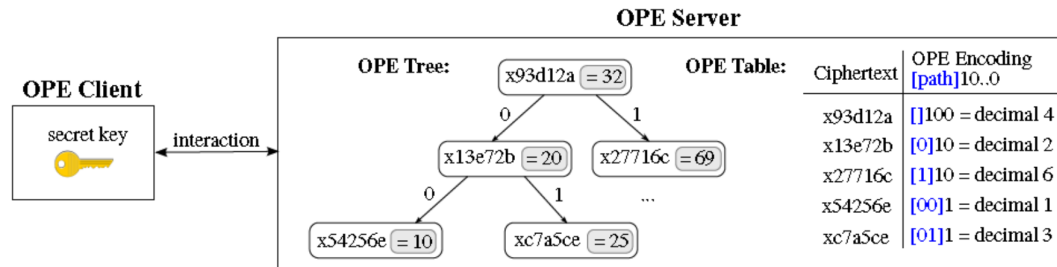 OPE Server
OPE Client
secret key
interaction
OPE Tree:
x93d12a = 32
0 1
x13e72b = 20 x27716c = 69
0 1 ...
x54256e = 10 xc7a5ce = 25
OPE Table:
Ciphertext OPE Encoding
[path]10..0
x93d12a []100 = decimal 4
x13e72b [0]10 = decimal 2
x27716c [1]10 = decimal 6
x54256e [00]1 = decimal 1
xc7a5ce [01]1 = decimal 3